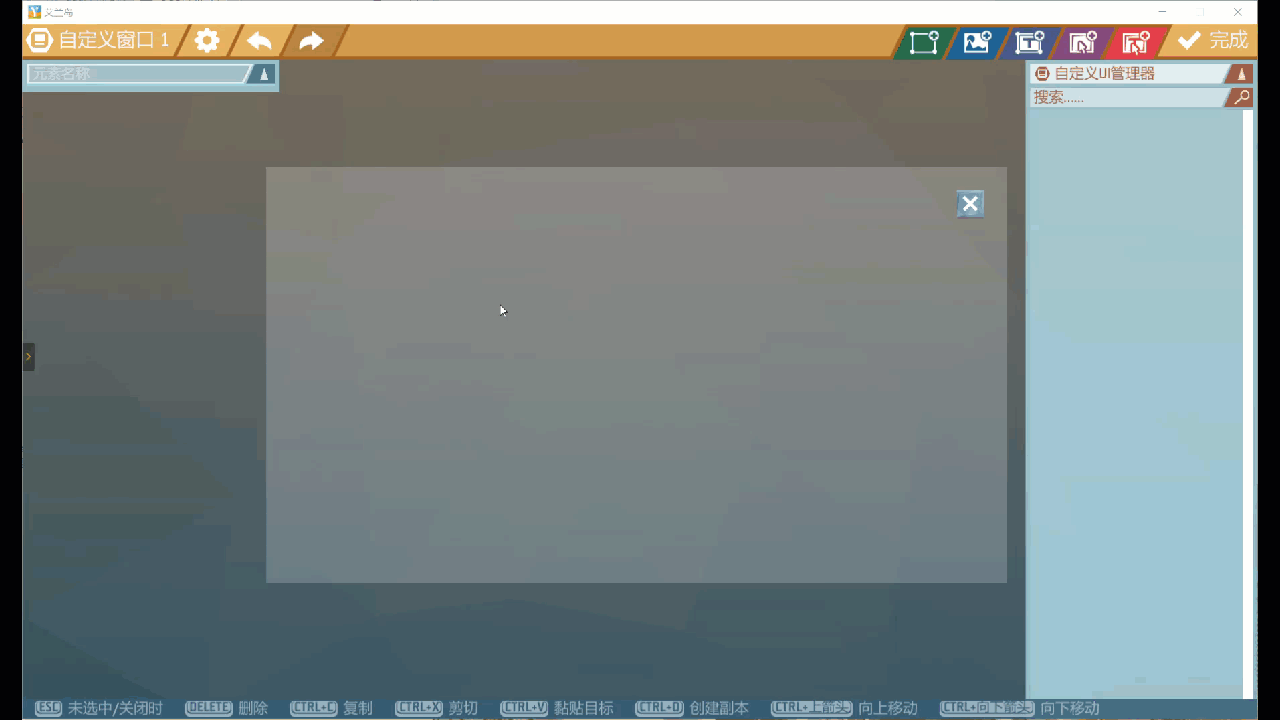 艾兰岛
自定义窗口 1
完成
元素名称
自定义UI管理器
搜索......
ESC 未选中/关闭时 DELETE 删除 CTRL+C 复制 CTRL+X 剪切 CTRL+V 黏贴目标 CTRL+D 创建副本 CTRL+上箭头 向上移动 CTRL+向下箭头 向下移动